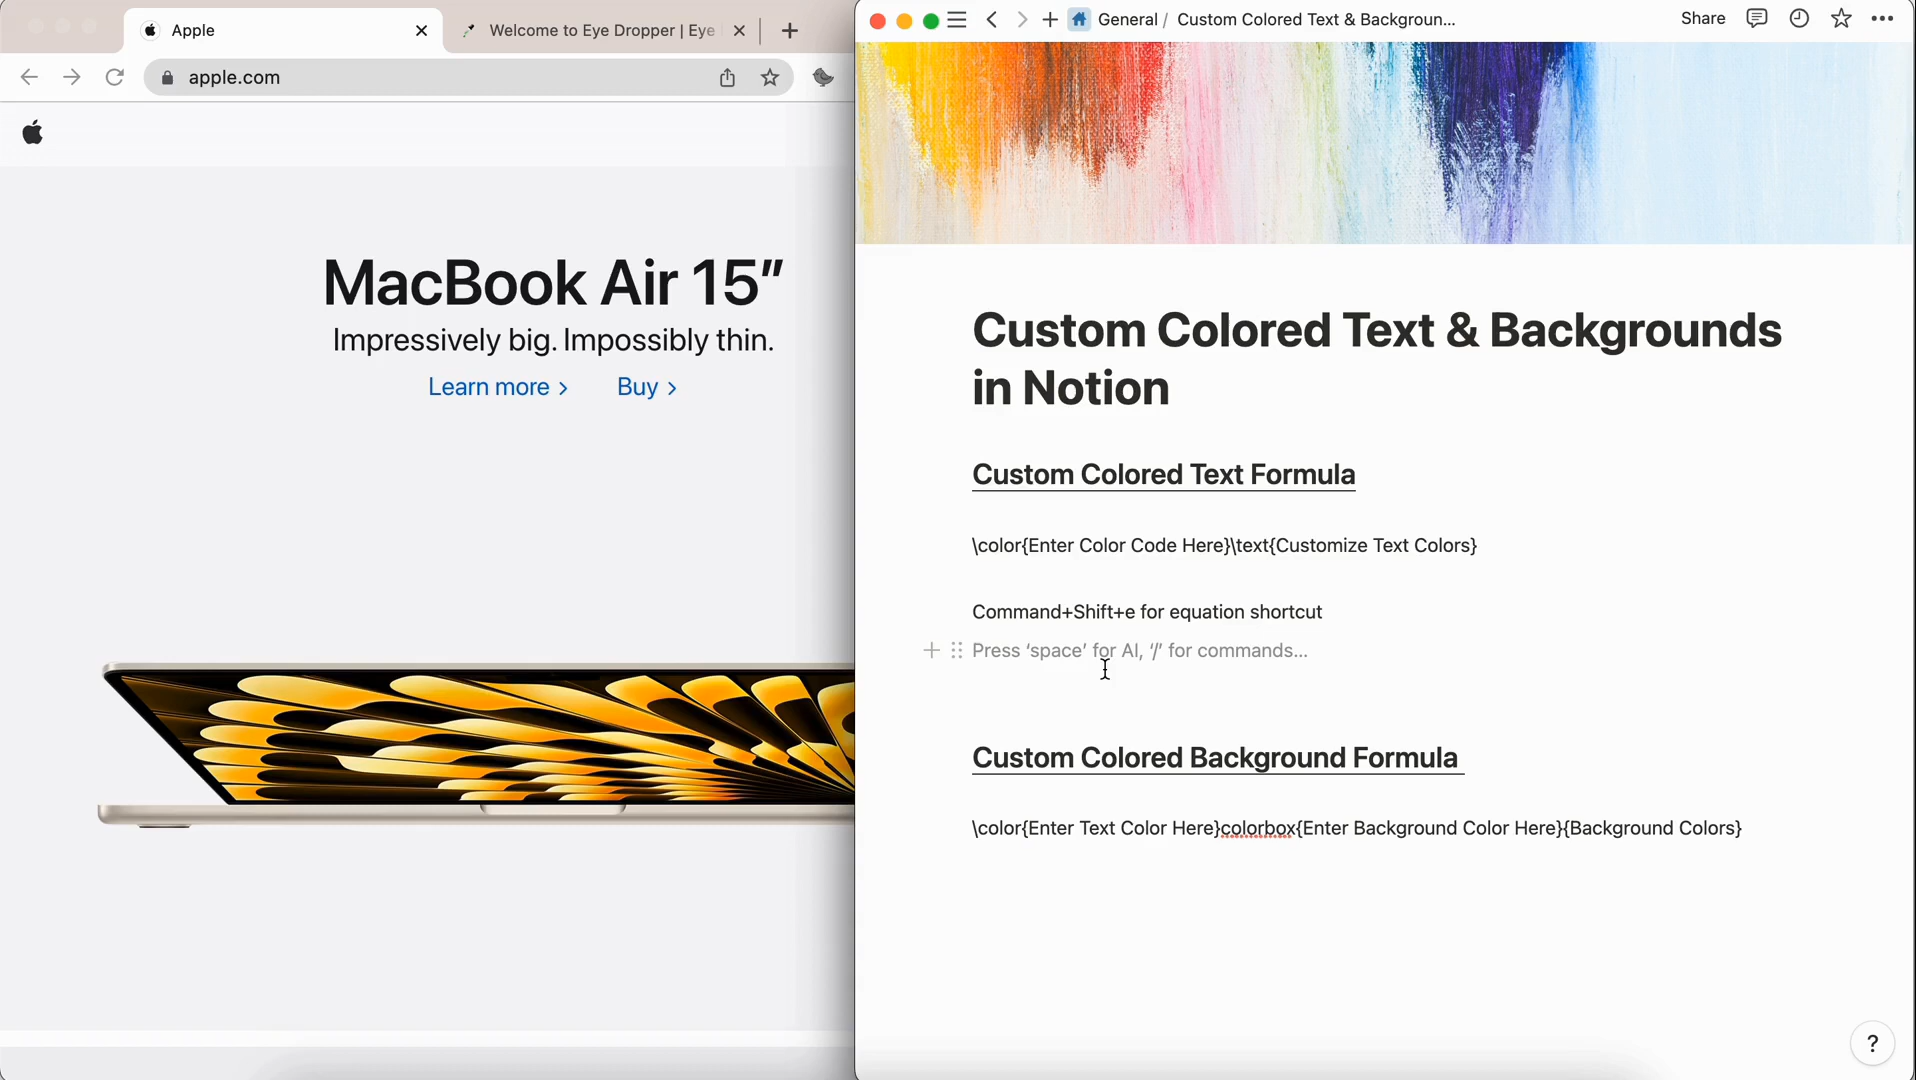 Apple
Welcome to Eye Dropper | Eye
apple.com
MacBook Air 15″
Impressively big. Impossibly thin.
Learn more >
Buy >
General / Custom Colored Text & Backgroun...
Share
Custom Colored Text & Backgrounds
in Notion
Custom Colored Text Formula
\color{Enter Color Code Here}\text{Customize Text Colors}
Command+Shift+e for equation shortcut
Press ‘space’ for AI, ‘/’ for commands...
Custom Colored Background Formula
\color{Enter Text Color Here}colorbox{Enter Background Color Here}{Background Colors}
?